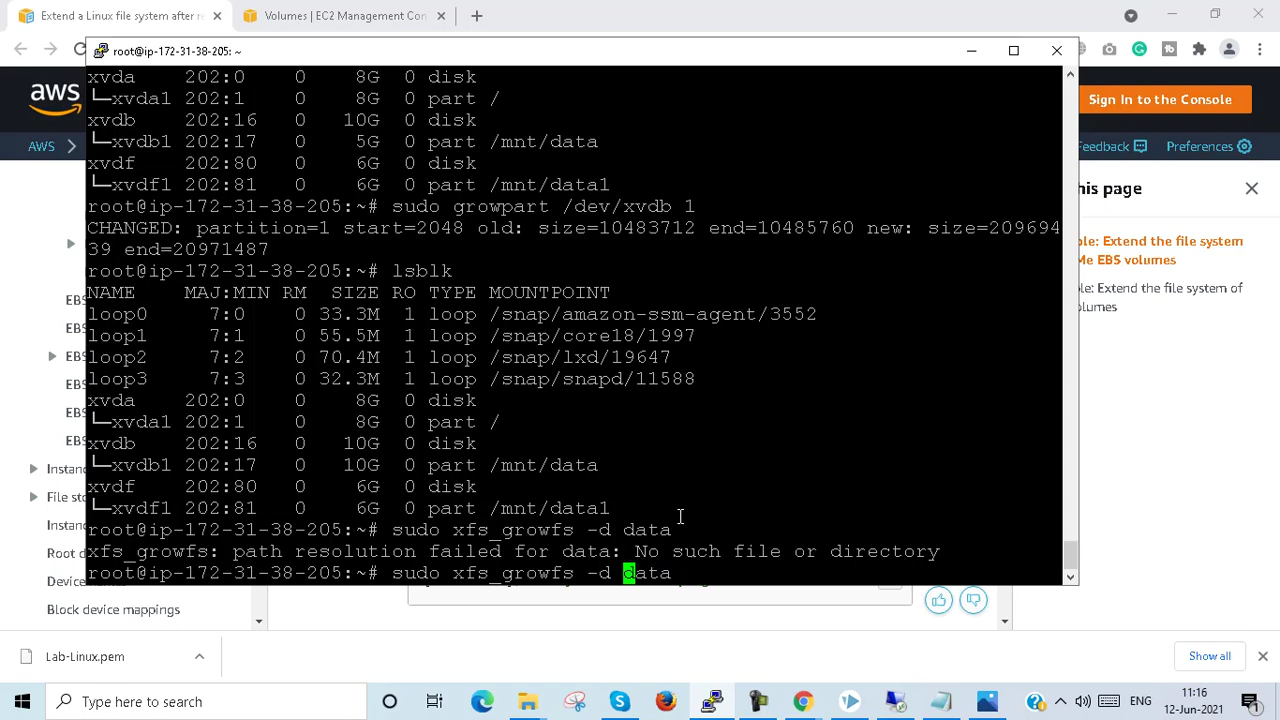 Extend a Linux file system after r
Volumes | EC2 Management Con
root@ip-172-31-38-205: ~
aws
Sign In to the Console
AWS
Feedback
Preferences
xvda 202:0 0 8G 0 disk
└─xvda1 202:1 0 8G 0 part /
xvdb 202:16 0 10G 0 disk
└─xvdb1 202:17 0 5G 0 part /mnt/data
xvdf 202:80 0 6G 0 disk
└─xvdf1 202:81 0 6G 0 part /mnt/data1
root@ip-172-31-38-205:~# sudo growpart /dev/xvdb 1
CHANGED: partition=1 start=2048 old: size=10483712 end=10485760 new: size=209694
39 end=20971487
root@ip-172-31-38-205:~# lsblk
NAME MAJ:MIN RM SIZE RO TYPE MOUNTPOINT
loop0 7:0 0 33.3M 1 loop /snap/amazon-ssm-agent/3552
loop1 7:1 0 55.5M 1 loop /snap/core18/1997
loop2 7:2 0 70.4M 1 loop /snap/lxd/19647
loop3 7:3 0 32.3M 1 loop /snap/snapd/11588
xvda 202:0 0 8G 0 disk
└─xvda1 202:1 0 8G 0 part /
xvdb 202:16 0 10G 0 disk
└─xvdb1 202:17 0 10G 0 part /mnt/data
xvdf 202:80 0 6G 0 disk
└─xvdf1 202:81 0 6G 0 part /mnt/data1
root@ip-172-31-38-205:~# sudo xfs_growfs -d data
xfs_growfs: path resolution failed for data: No such file or directory
root@ip-172-31-38-205:~# sudo xfs_growfs -d data
his page
ple: Extend the file system
Me EBS volumes
ple: Extend the file system of
volumes
EBS
EBS
EBS
EBS
EBS
Instanc
File sto
Instanc
Root d
Device
Block device mappings
Lab-Linux.pem
Show all
Type here to search
ENG
11:16
12-Jun-2021